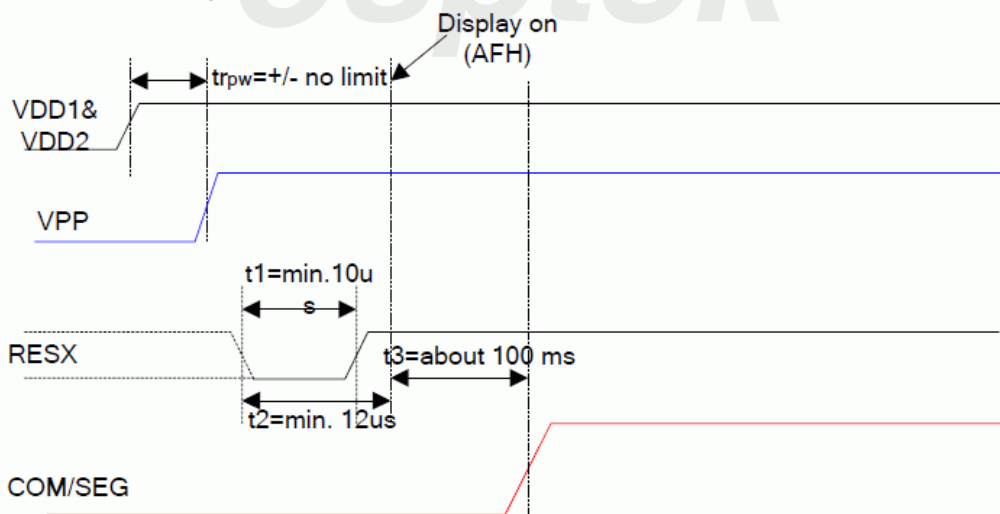 Display on
(AFH)
trpw=+/- no limit
VDD1&
VDD2
VPP
t1=min.10u
s
RESX
t3=about 100 ms
t2=min. 12us
COM/SEG